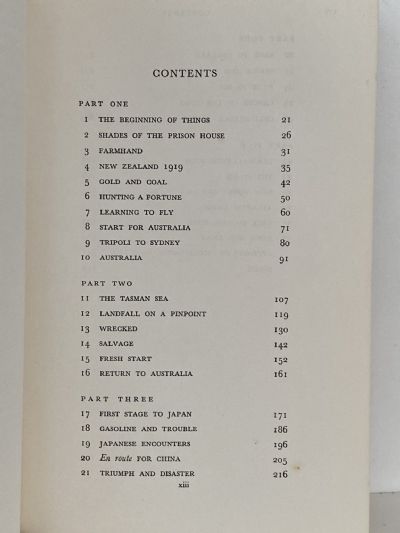 CONTENTS
PART ONE
1 THE BEGINNING OF THINGS 21
2 SHADES OF THE PRISON HOUSE 26
3 FARMHAND 31
4 NEW ZEALAND 1919 35
5 GOLD AND COAL 42
6 HUNTING A FORTUNE 50
7 LEARNING TO FLY 60
8 START FOR AUSTRALIA 71
9 TRIPOLI TO SYDNEY 80
10 AUSTRALIA 91
PART TWO
11 THE TASMAN SEA 107
12 LANDFALL ON A PINPOINT 119
13 WRECKED 130
14 SALVAGE 142
15 FRESH START 152
16 RETURN TO AUSTRALIA 161
PART THREE
17 FIRST STAGE TO JAPAN 171
18 GASOLINE AND TROUBLE 186
19 JAPANESE ENCOUNTERS 196
20 En route FOR CHINA 205
21 TRIUMPH AND DISASTER 216
xiii